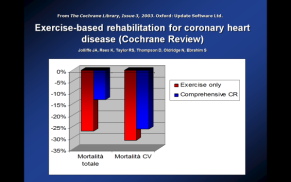 From The Cochrane Library, Issue 1, 2003. Oxford: Update Software Ltd.
Exercise-based rehabilitation for coronary heart
disease (Cochrane Review)
Jolliffe JA, Rees K, Taylor RS, Thompson D, Oldridge N, Ebrahim S
0%
-5%
-10%
-15%
-20%
-25%
-30%
-35%
Mortalità
totale
Mortalità CV
Exercise only
Comprehensive CR